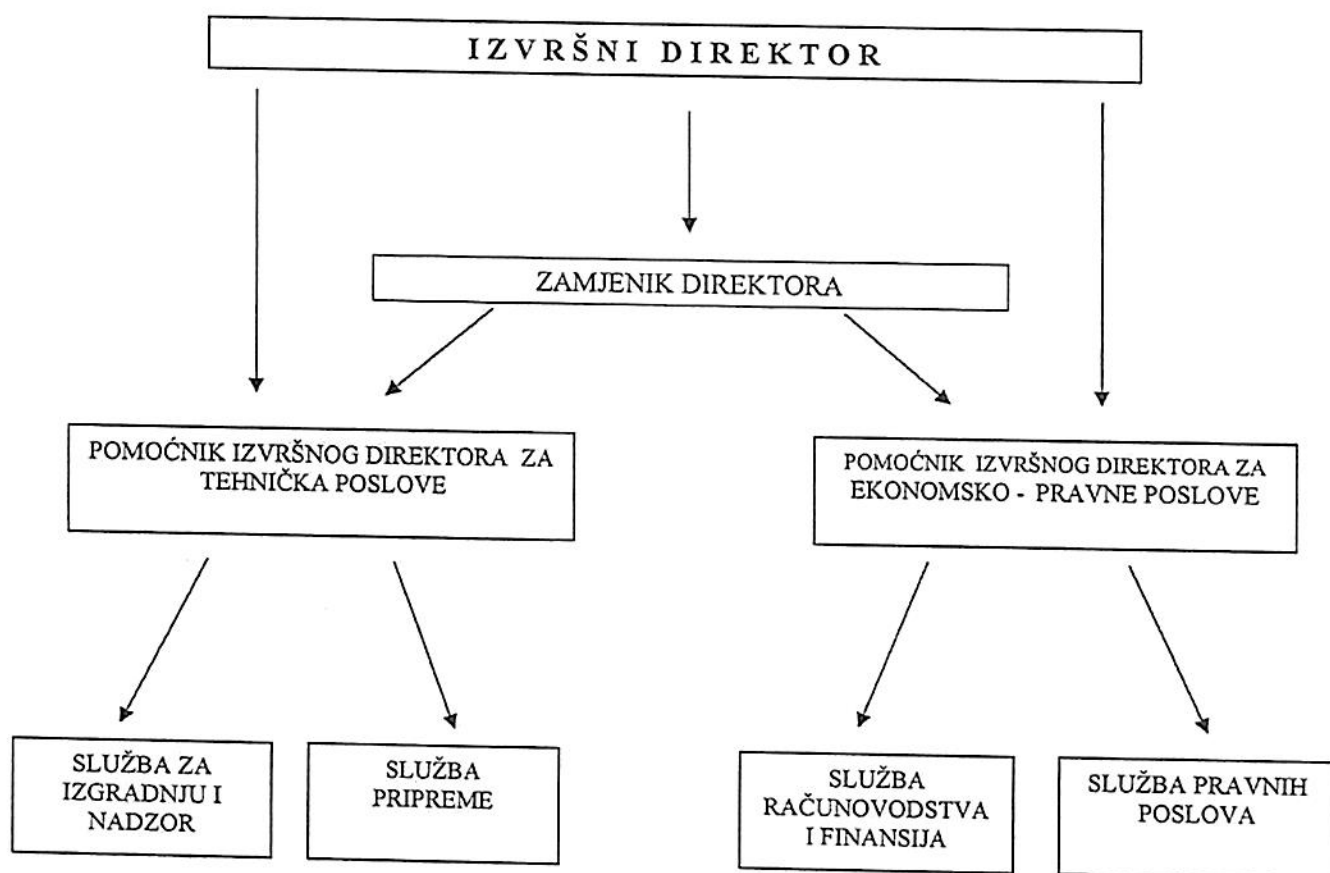 IZVRŠNI DIREKTOR
ZAMJENIK DIREKTORA
POMOĆNIK IZVRŠNOG DIREKTORA ZA
TEHNIČKA POSLOVE
POMOĆNIK IZVRŠNOG DIREKTORA ZA
EKONOMSKO - PRAVNE POSLOVE
SLUŽBA ZA
IZGRADNJU I
NADZOR
SLUŽBA
PRIPREME
SLUŽBA
RAČUNOVODSTVA
I FINANSIJA
SLUŽBA PRAVNIH
POSLOVA